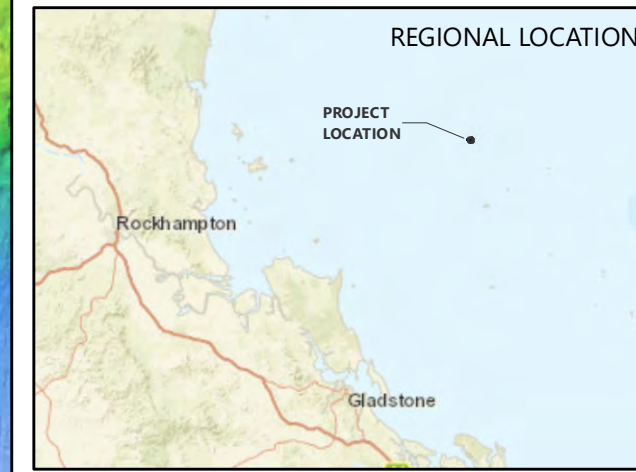 REGIONAL LOCATION
PROJECT
LOCATION
Rockhampton
Gladstone